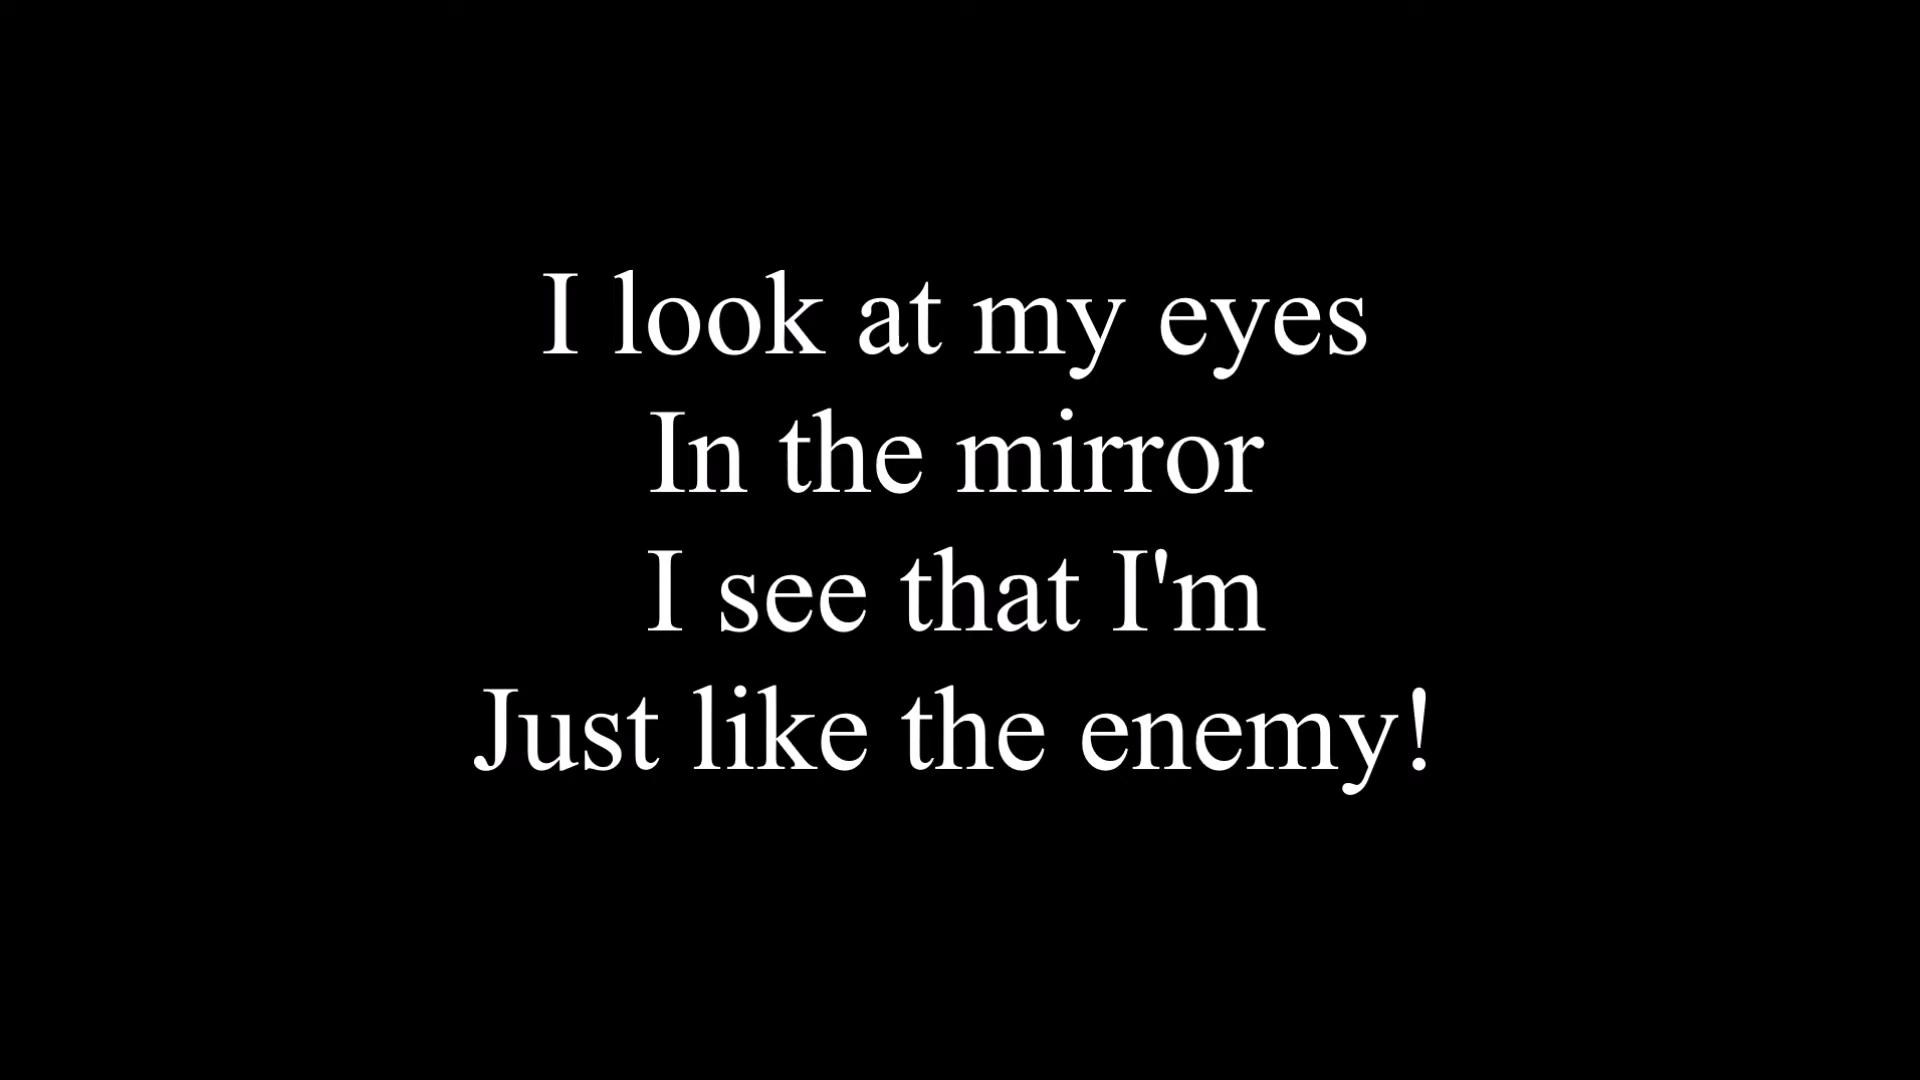 I look at my eyes
In the mirror
I see that I'm
Just like the enemy!